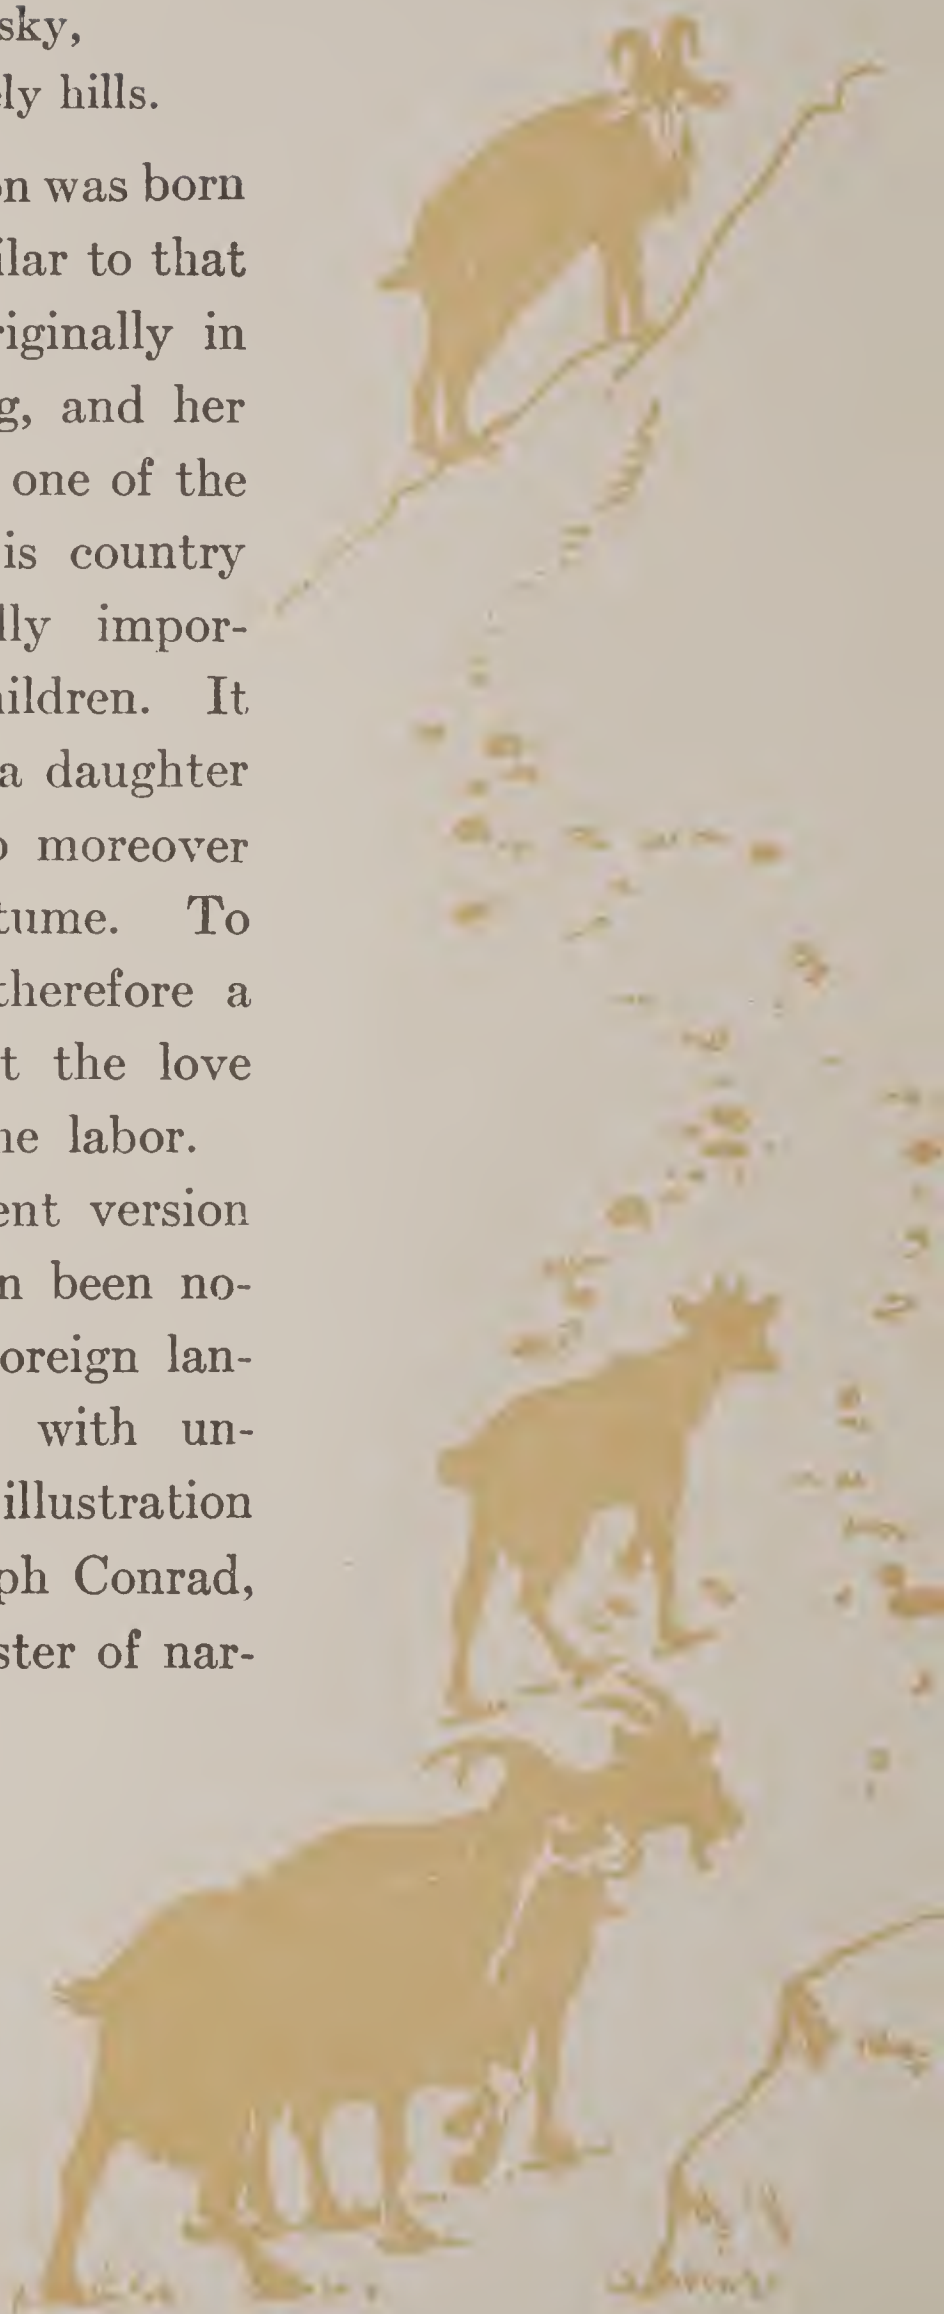 sky,
ly hills.
n was born
ilar to that
riginally in
g, and her
one of the
is country
lly impor-
hildren. It
a daughter
o moreover
tume. To
therefore a
t the love
he labor.
ent version
n been no-
oreign lan-
with un-
illustration
ph Conrad,
ster of nar-